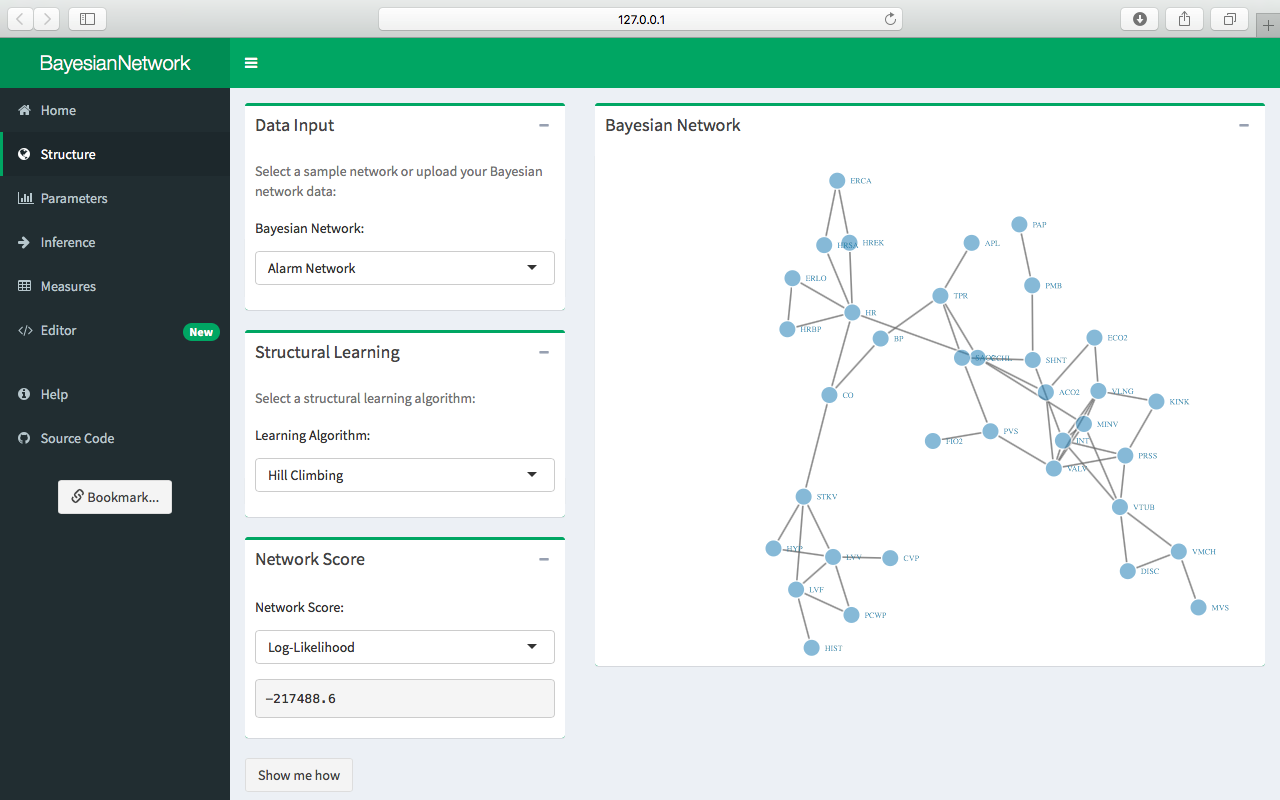 127.0.0.1
BayesianNetwork
Home
Structure
Parameters
Inference
Measures
Editor New
Help
Source Code
Bookmark...
Data Input
Select a sample network or upload your Bayesian
network data:
Bayesian Network:
Alarm Network
Structural Learning
Select a structural learning algorithm:
Learning Algorithm:
Hill Climbing
Network Score
Network Score:
Log-Likelihood
-217488.6
Show me how
Bayesian Network
ERCA
PAP
HRSA
HREK
APL
ERLO
PMB
TPR
HR
HRBP
BP
ECO2
CCHL
SHNT
CO
ACO2
VLNG
KINK
MINV
PVS
FIO2
INT
PRSS
VALV
STKV
VTUB
HYP
LVV
CVP
VMCH
DISC
LVF
MVS
PCWP
HIST